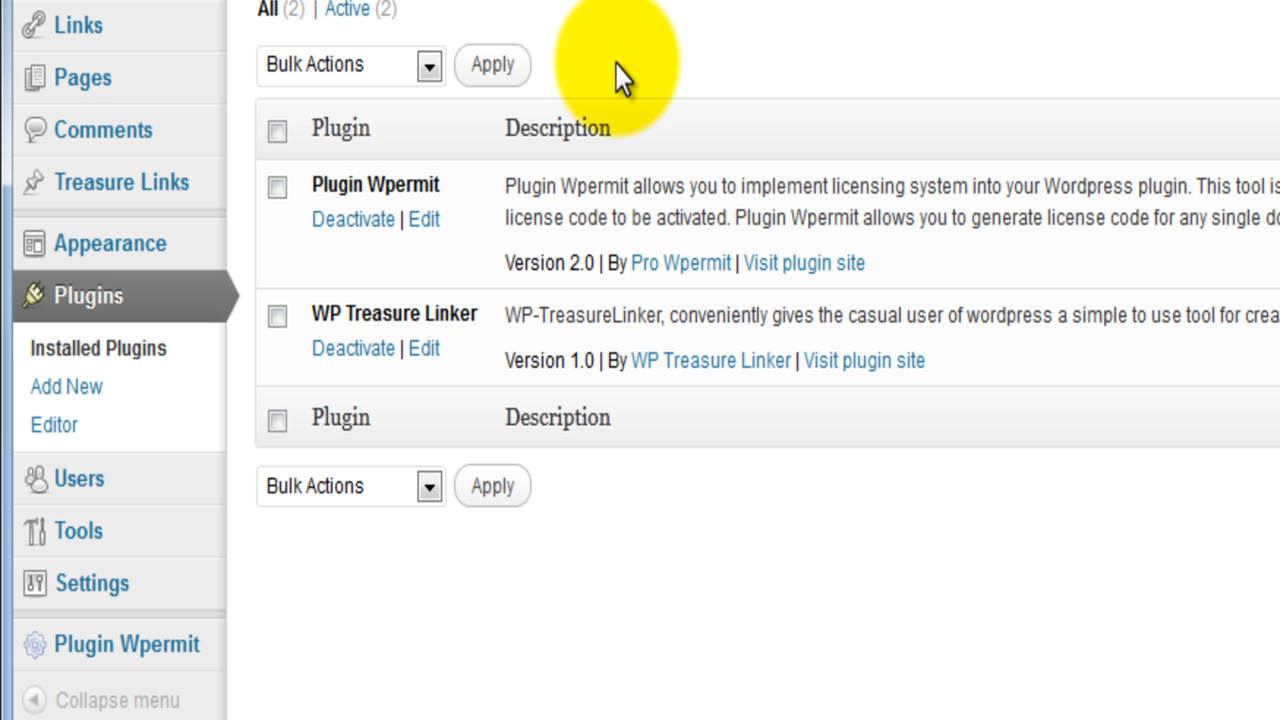 Links
Pages
Comments
Treasure Links
Appearance
Plugins
Installed Plugins
Add New
Editor
Users
Tools
Settings
Plugin Wpermit
Collapse menu
All (2) | Active (2)
Bulk Actions Apply
Plugin Description
Plugin Wpermit Plugin Wpermit allows you to implement licensing system into your Wordpress plugin. This tool is
Deactivate | Edit license code to be activated. Plugin Wpermit allows you to generate license code for any single
Version 2.0 | By Pro Wpermit | Visit plugin site
WP Treasure Linker WP-TreasureLinker, conveniently gives the casual user of wordpress a simple to use tool for
Deactivate | Edit
Version 1.0 | By WP Treasure Linker | Visit plugin site
Plugin Description
Bulk Actions Apply